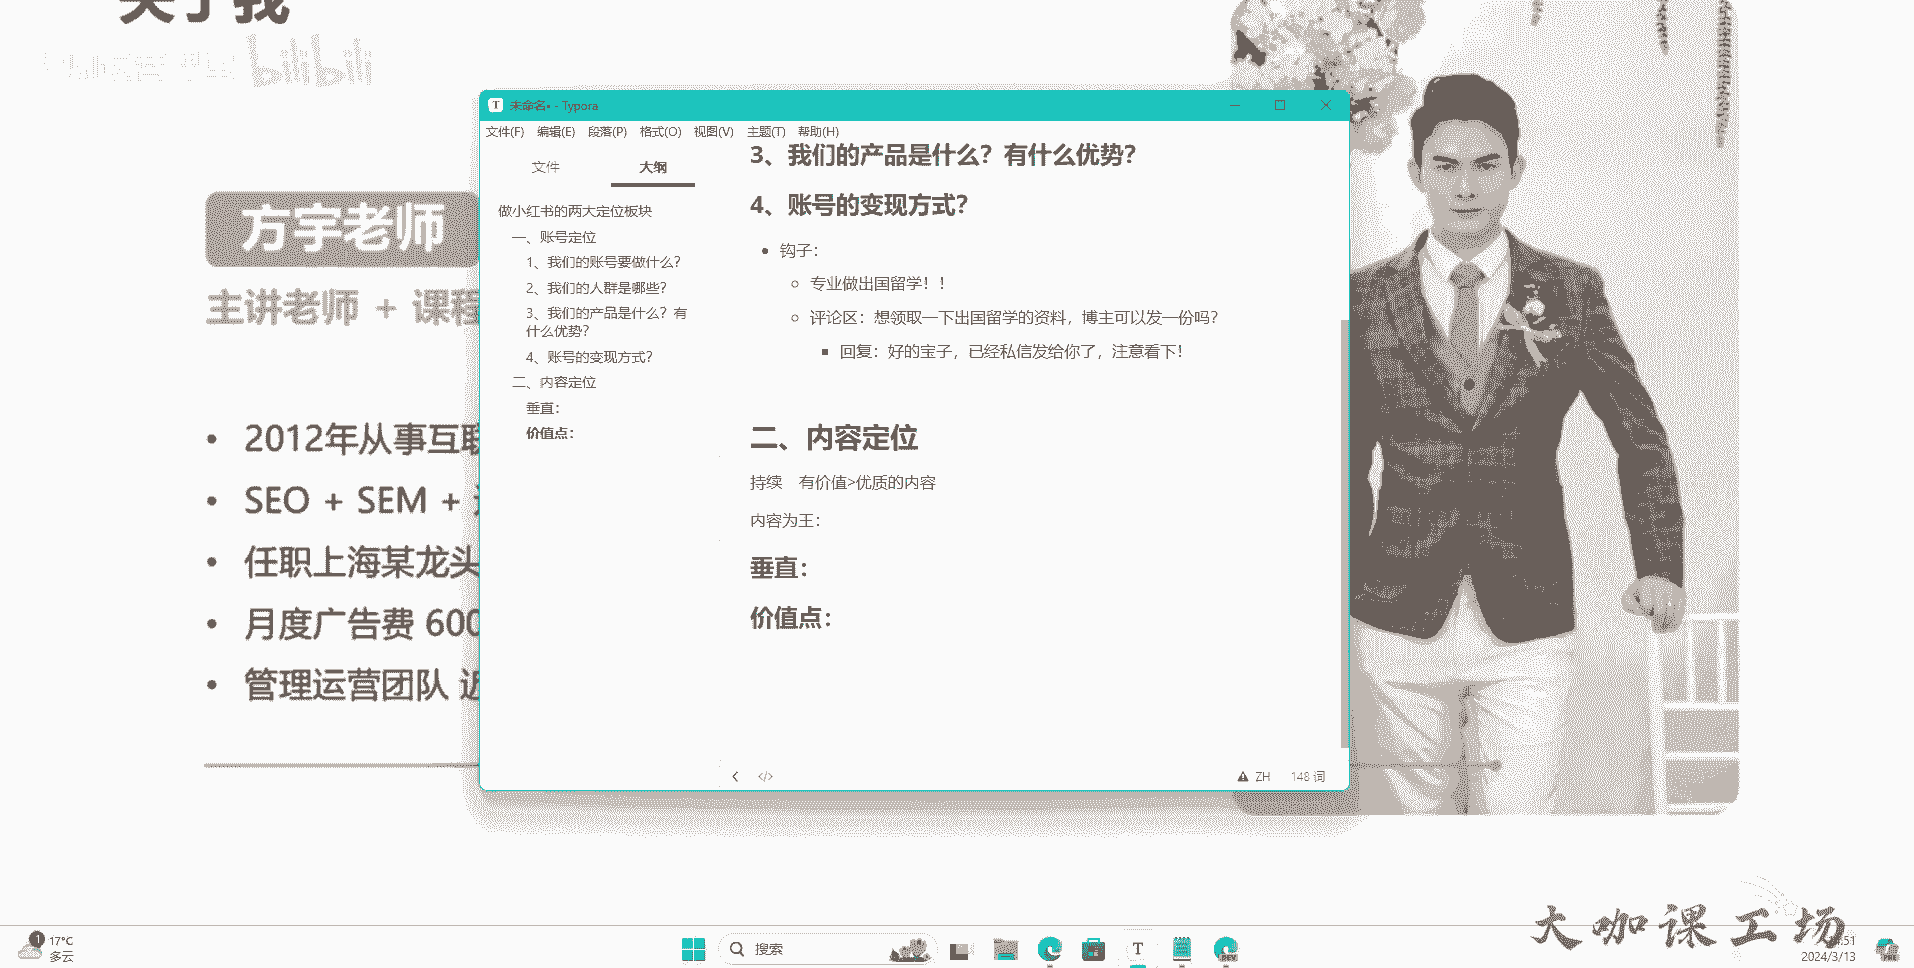 关于我
bilibili
方宇老师
主讲老师 + 课程
2012年从事互联
SEO + SEM +
任职上海某龙头
月度广告费 600
管理运营团队 近
未命名• - Typora
文件(F) 编辑(E) 段落(P) 格式(O) 视图(V) 主题(T) 帮助(H)
文件 大纲
做小红书的两大定位板块
一、账号定位
1、我们的账号要做什么?
2、我们的人群是哪些?
3、我们的产品是什么？有
什么优势?
4、账号的变现方式?
二、内容定位
垂直：
价值点：
3、我们的产品是什么？有什么优势?
4、账号的变现方式?
钩子：
专业做出国留学！！
评论区：想领取一下出国留学的资料，博主可以发一份吗?
回复：好的宝子，已经私信发给你了，注意看下!
二、内容定位
持续 有价值>优质的内容
内容为王：
垂直：
价值点：
ZH 148 词
大咖课工场
1
17°C
多云
搜索
T
DEV
2024/3/13
PRE